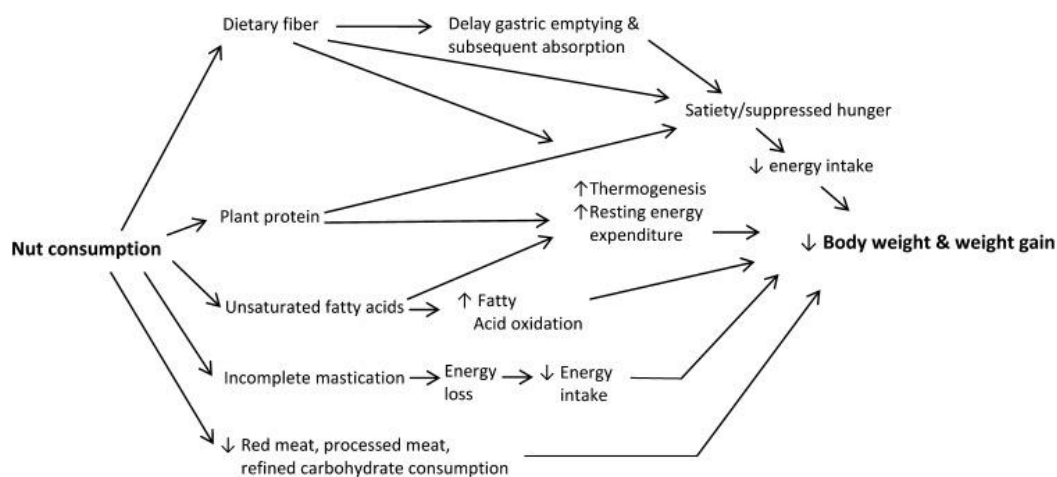 Dietary fiber
Delay gastric emptying &
subsequent absorption
Satiety/suppressed hunger
↓ energy intake
↑Thermogenesis
↑Resting energy
expenditure
Plant protein
Nut consumption
↓ Body weight & weight gain
Unsaturated fatty acids
↑ Fatty
Acid oxidation
Incomplete mastication
Energy
loss
↓ Energy
intake
↓ Red meat, processed meat,
refined carbohydrate consumption